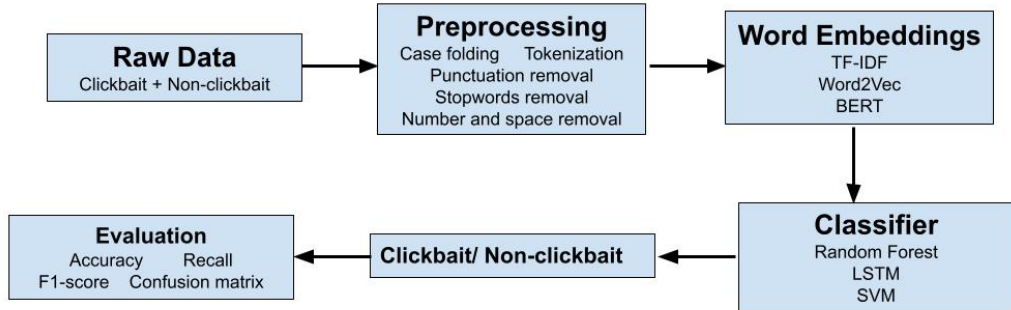 Raw Data
Clickbait + Non-clickbait
Preprocessing
Case folding Tokenization
Punctuation removal
Stopwords removal
Number and space removal
Word Embeddings
TF-IDF
Word2Vec
BERT
Classifier
Random Forest
LSTM
SVM
Clickbait/ Non-clickbait
Evaluation
Accuracy Recall
F1-score Confusion matrix